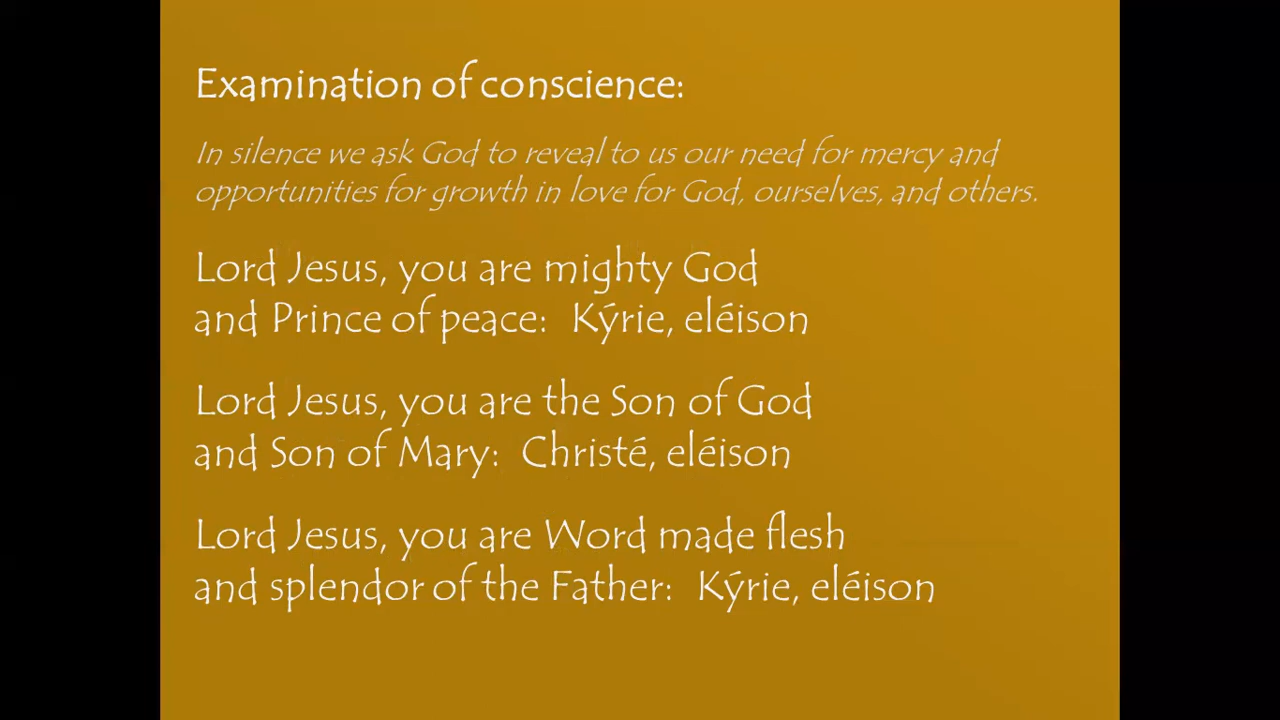 Examination of conscience:
In silence we ask God to reveal to us our need for mercy and
opportunities for growth in love for God, ourselves, and others.
Lord Jesus, you are mighty God
and Prince of peace: Kýrie, eléison
Lord Jesus, you are the Son of God
and Son of Mary: Christé, eléison
Lord Jesus, you are Word made flesh
and splendor of the Father: Kýrie, eléison